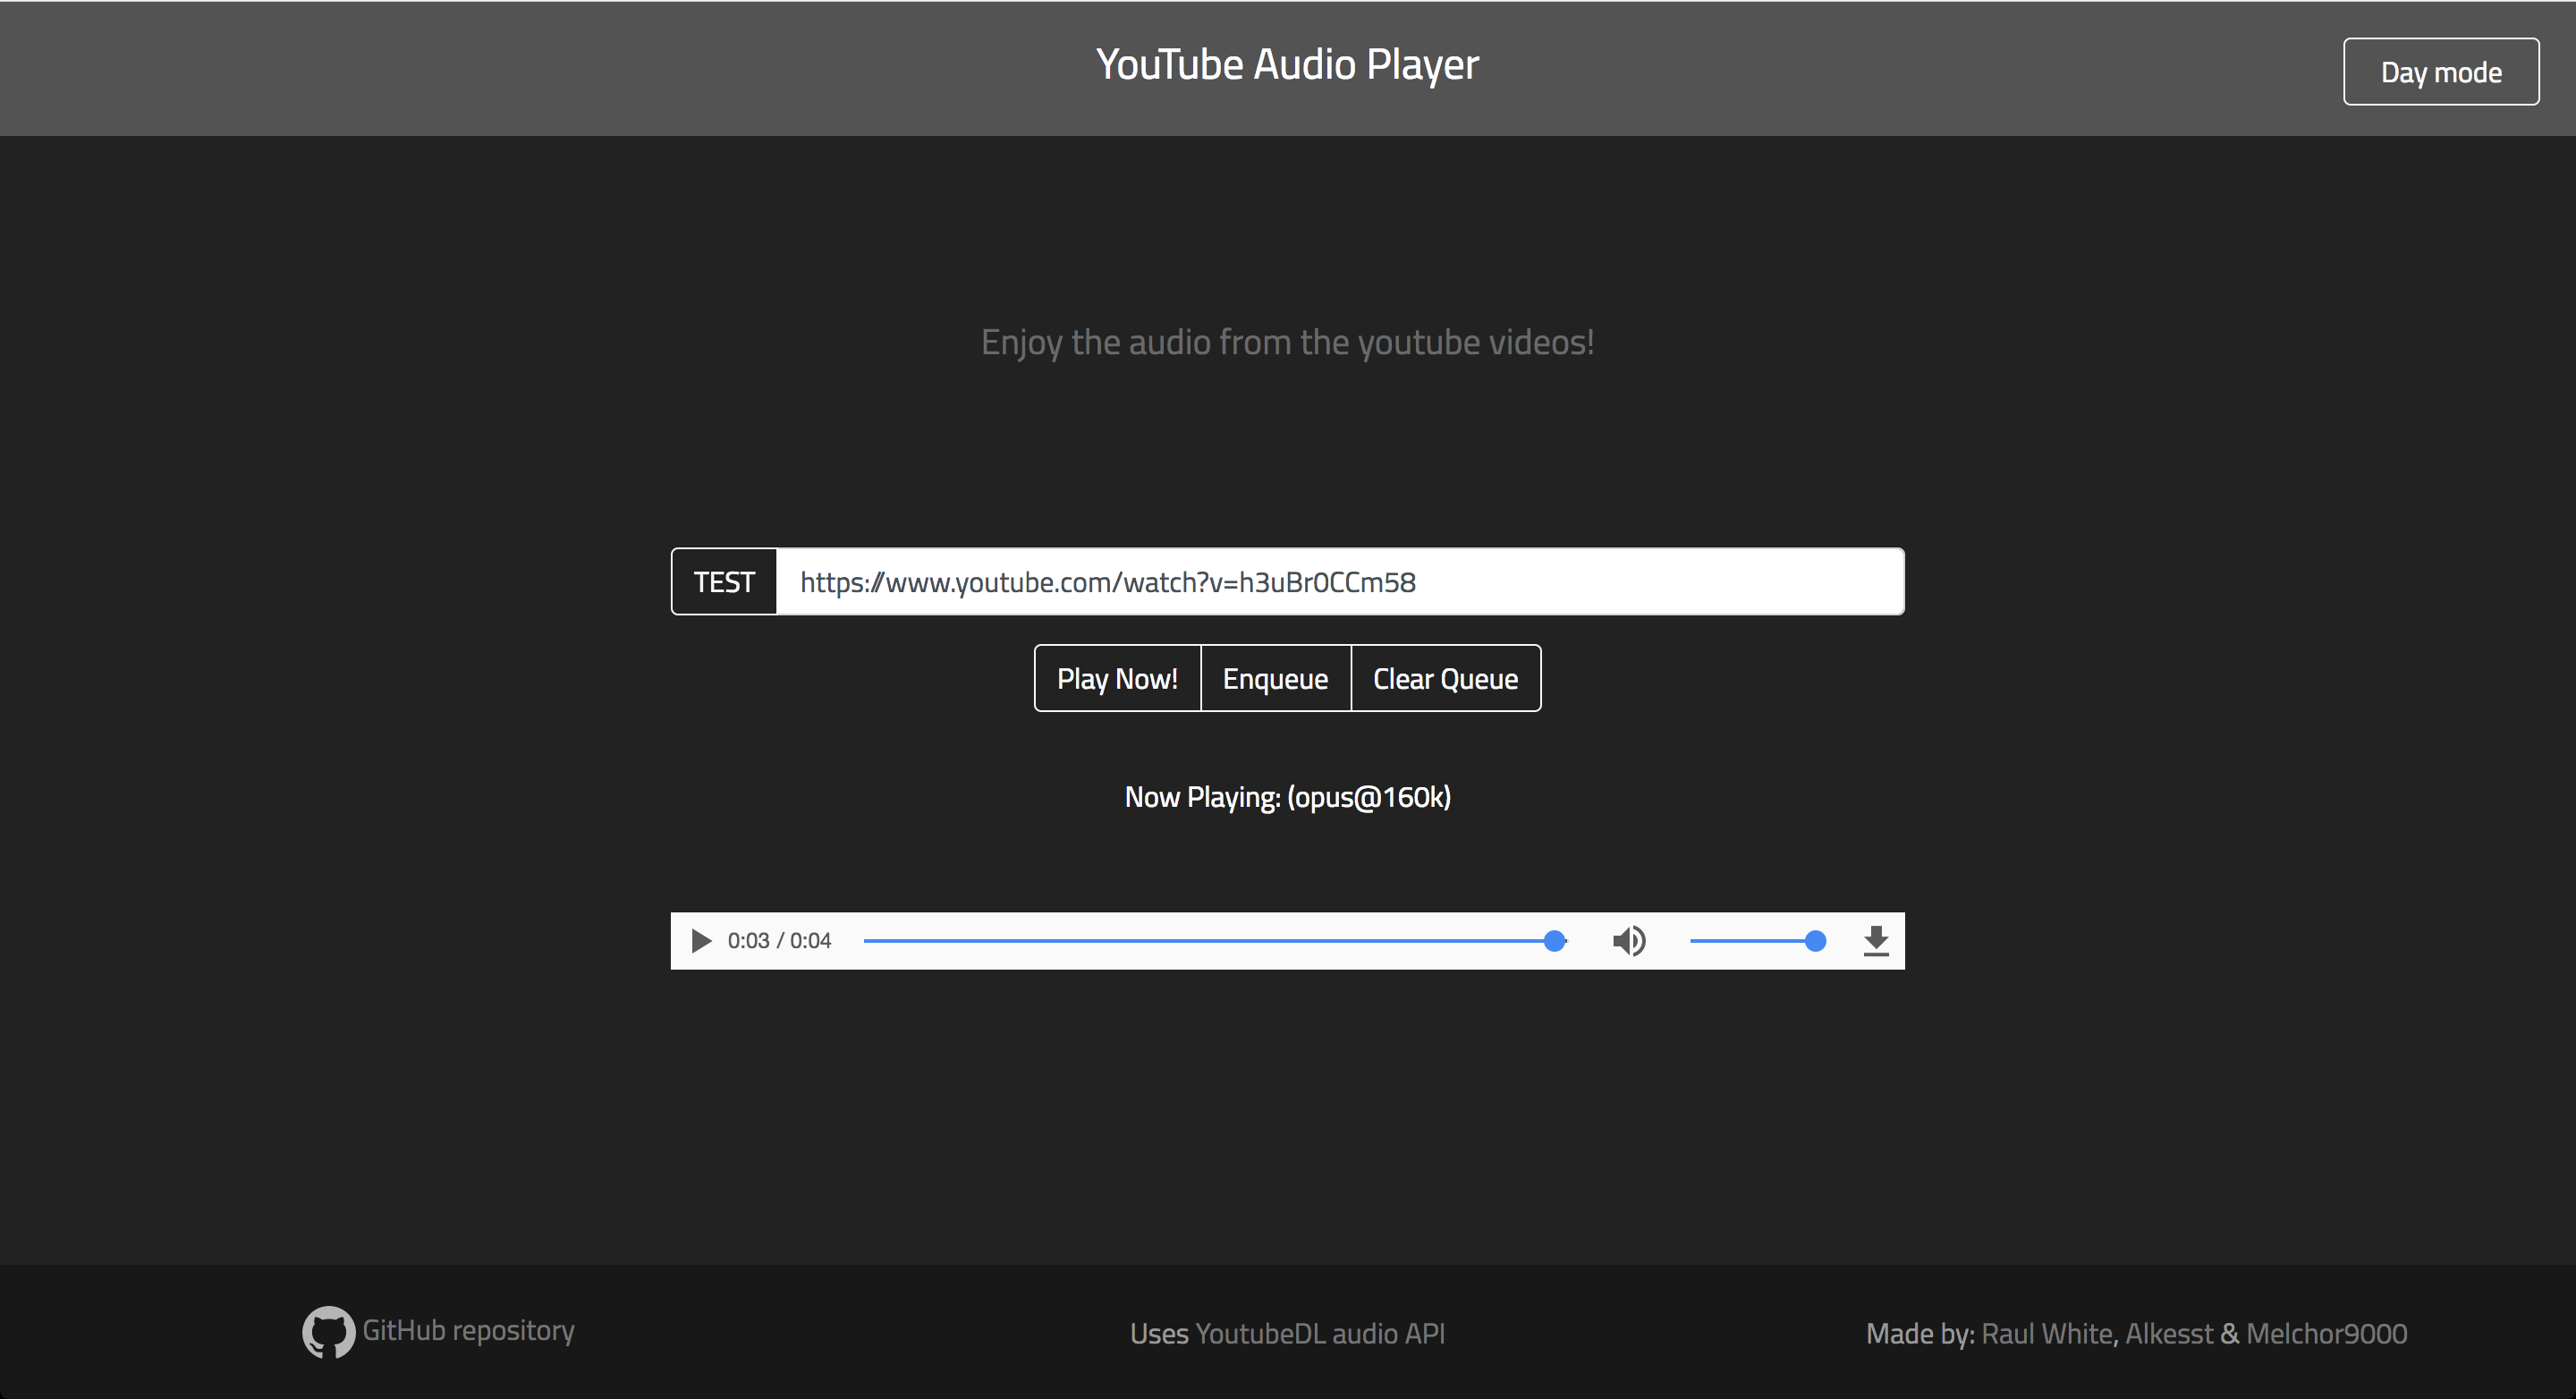 YouTube Audio Player
Day mode
Enjoy the audio from the youtube videos!
TEST
https://www.youtube.com/watch?v=h3uBr0CCm58
Play Now!
Enqueue
Clear Queue
Now Playing: (opus@160k)
0:03 / 0:04
GitHub repository
Uses YoutubeDL audio API
Made by: Raul White, Alkesst & Melchor9000